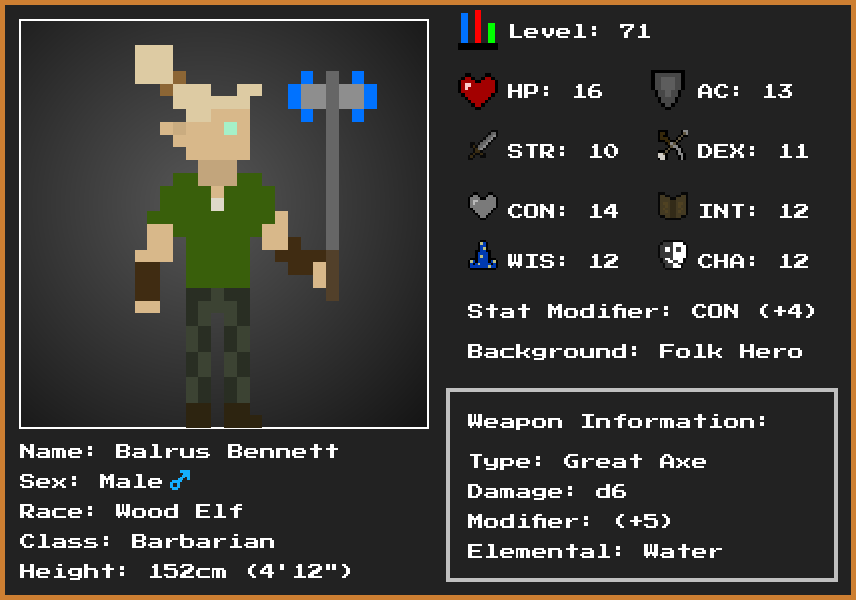 Level: 71
HP: 16
AC: 13
STR: 10
DEX: 11
CON: 14
INT: 12
WIS: 12
CHA: 12
Stat Modifier: CON (+4)
Background: Folk Hero
Weapon Information:
Type: Great Axe
Damage: d6
Modifier: (+5)
Elemental: Water
Name: Balrus Bennett
Sex: Male♂
Race: Wood Elf
Class: Barbarian
Height: 152cm (4'12")